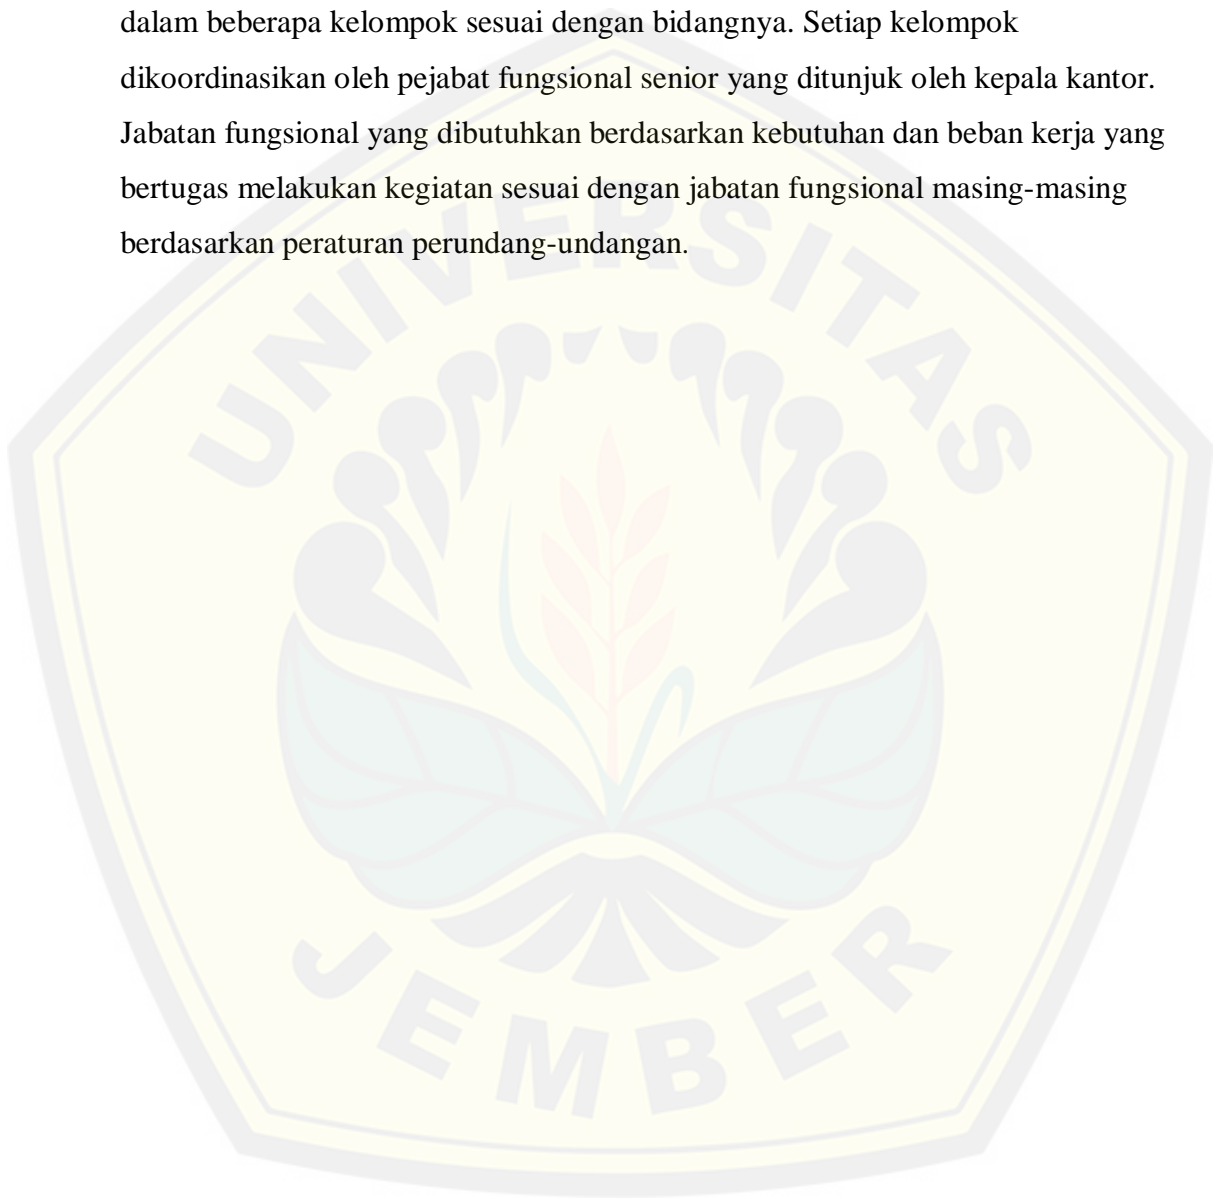 dalam beberapa kelompok sesuai dengan bidangnya. Setiap kelompok
dikoordinasikan oleh pejabat fungsional senior yang ditunjuk oleh kepala kantor.
Jabatan fungsional yang dibutuhkan berdasarkan kebutuhan dan beban kerja yang
bertugas melakukan kegiatan sesuai dengan jabatan fungsional masing-masing
berdasarkan peraturan perundang-undangan.
UNIVERSITAS
JEMBER